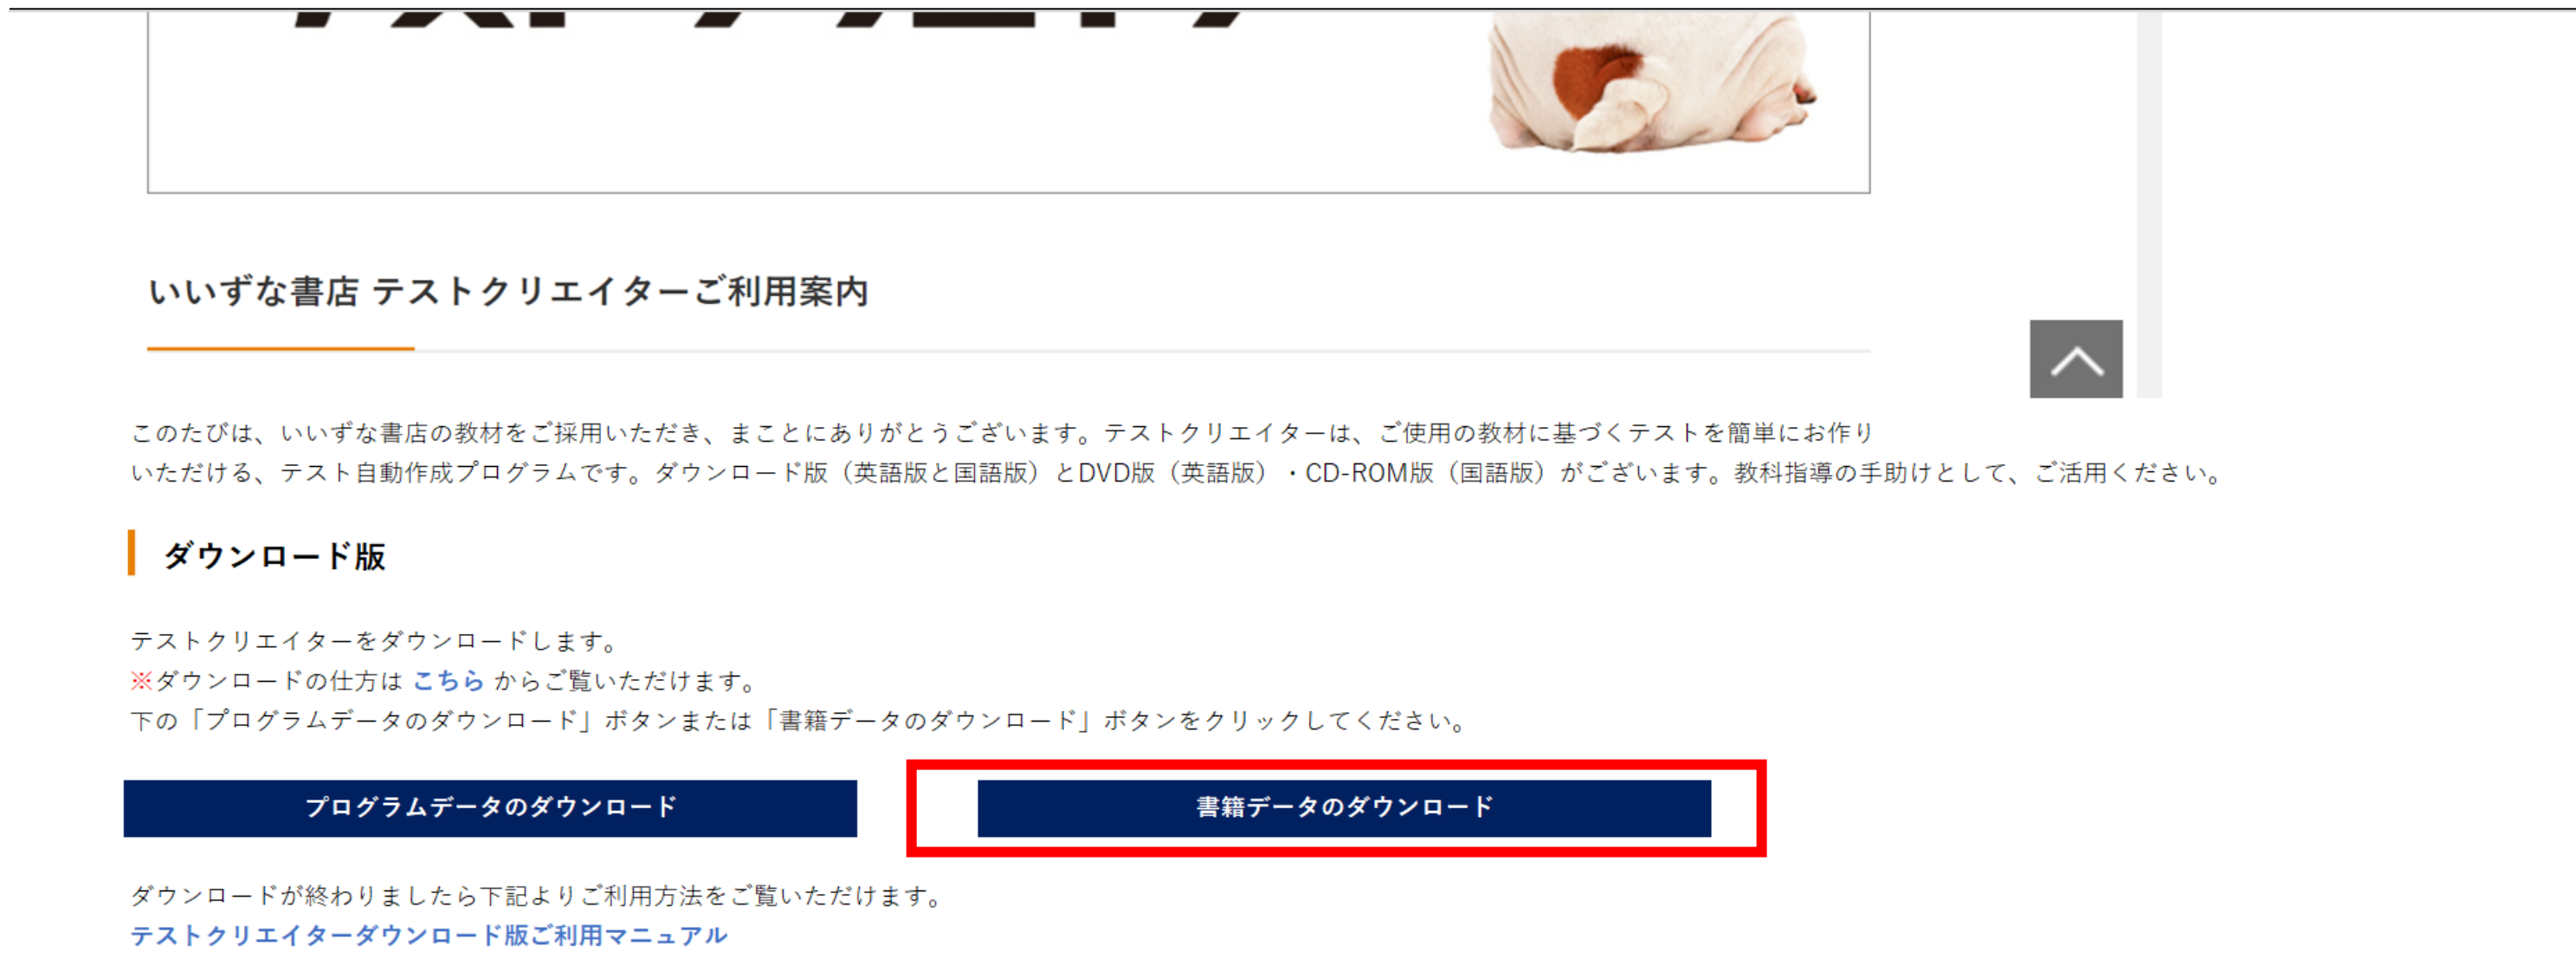 いいずな書店 テストクリエイターご利用案内
このたびは、いいずな書店の教材をご採用いただき、まことにありがとうございます。テストクリエイターは、ご使用の教材に基づくテストを簡単にお作り
いただける、テスト自動作成プログラムです。ダウンロード版（英語版と国語版）とDVD版（英語版）・CD-ROM版（国語版）がございます。教科指導の手助けとして、ご活用ください。
ダウンロード版
テストクリエイターをダウンロードします。
※ダウンロードの仕方は こちら からご覧いただけます。
下の「プログラムデータのダウンロード」ボタンまたは「書籍データのダウンロード」ボタンをクリックしてください。
プログラムデータのダウンロード
書籍データのダウンロード
ダウンロードが終わりましたら下記よりご利用方法をご覧いただけます。
テストクリエイターダウンロード版ご利用マニュアル